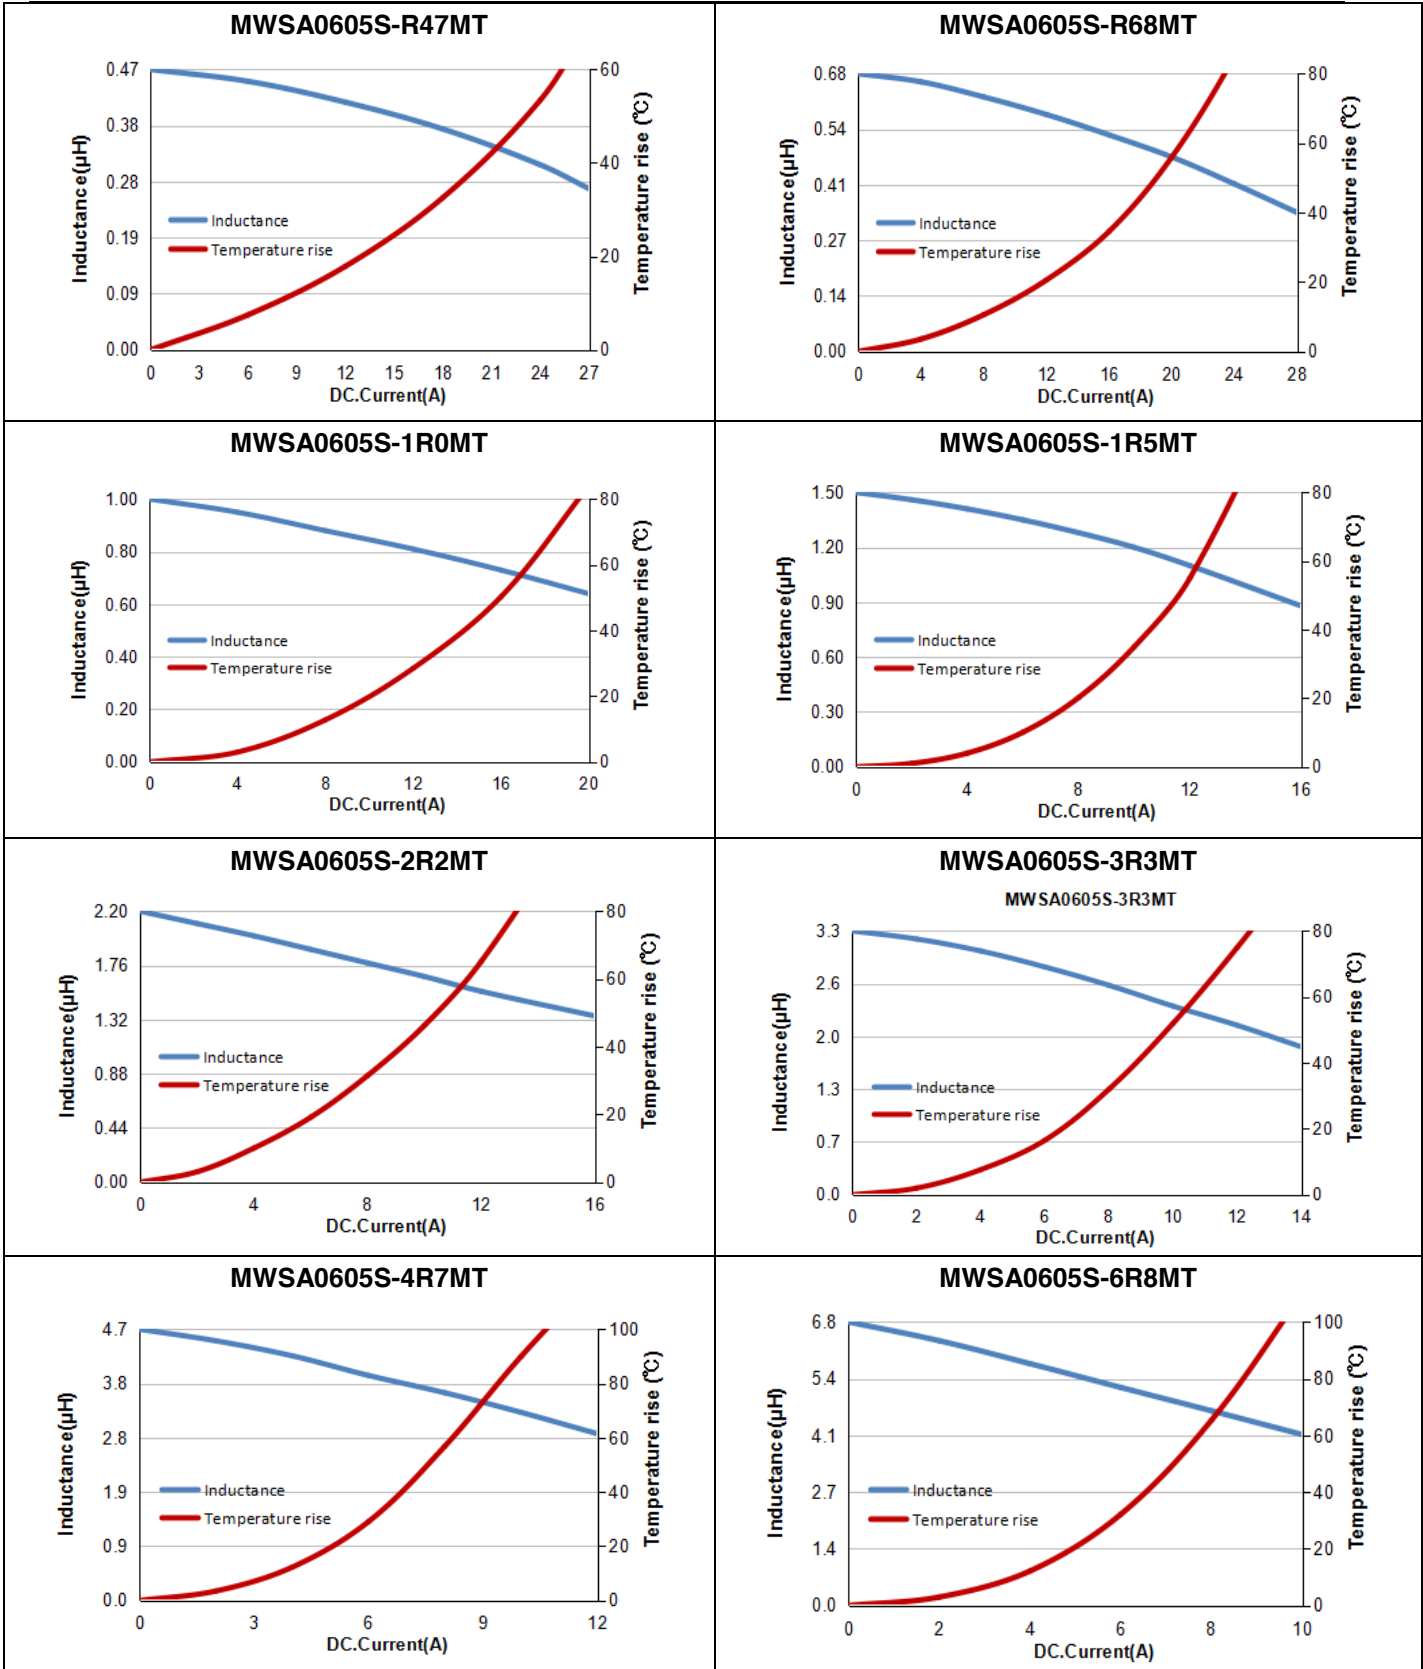 MWSA0605S-R47MT
0.47
0.38
0.28
0.19
0.09
0.00
Inductance(µH)
Inductance
Temperature rise
60
40
20
0
Temperature rise (℃)
0 3 6 9 12 15 18 21 24 27
DC.Current(A)
MWSA0605S-R68MT
0.68
0.54
0.41
0.27
0.14
0.00
Inductance(µH)
Inductance
Temperature rise
80
60
40
20
0
Temperature rise (℃)
0 4 8 12 16 20 24 28
DC.Current(A)
MWSA0605S-1R0MT
1.00
0.80
0.60
0.40
0.20
0.00
Inductance(µH)
Inductance
Temperature rise
80
60
40
20
0
Temperature rise (℃)
0 4 8 12 16 20
DC.Current(A)
MWSA0605S-1R5MT
1.50
1.20
0.90
0.60
0.30
0.00
Inductance(µH)
Inductance
Temperature rise
80
60
40
20
0
Temperature rise (℃)
0 4 8 12 16
DC.Current(A)
MWSA0605S-2R2MT
2.20
1.76
1.32
0.88
0.44
0.00
Inductance(µH)
Inductance
Temperature rise
80
60
40
20
0
Temperature rise (℃)
0 4 8 12 16
DC.Current(A)
MWSA0605S-3R3MT
MWSA0605S-3R3MT
3.3
2.6
2.0
1.3
0.7
0.0
Inductance(µH)
Inductance
Temperature rise
80
60
40
20
0
Temperature rise (℃)
0 2 4 6 8 10 12 14
DC.Current(A)
MWSA0605S-4R7MT
4.7
3.8
2.8
1.9
0.9
0.0
Inductance(µH)
Inductance
Temperature rise
100
80
60
40
20
0
Temperature rise (℃)
0 3 6 9 12
DC.Current(A)
MWSA0605S-6R8MT
6.8
5.4
4.1
2.7
1.4
0.0
Inductance(µH)
Inductance
Temperature rise
100
80
60
40
20
0
Temperature rise (℃)
0 2 4 6 8 10
DC.Current(A)